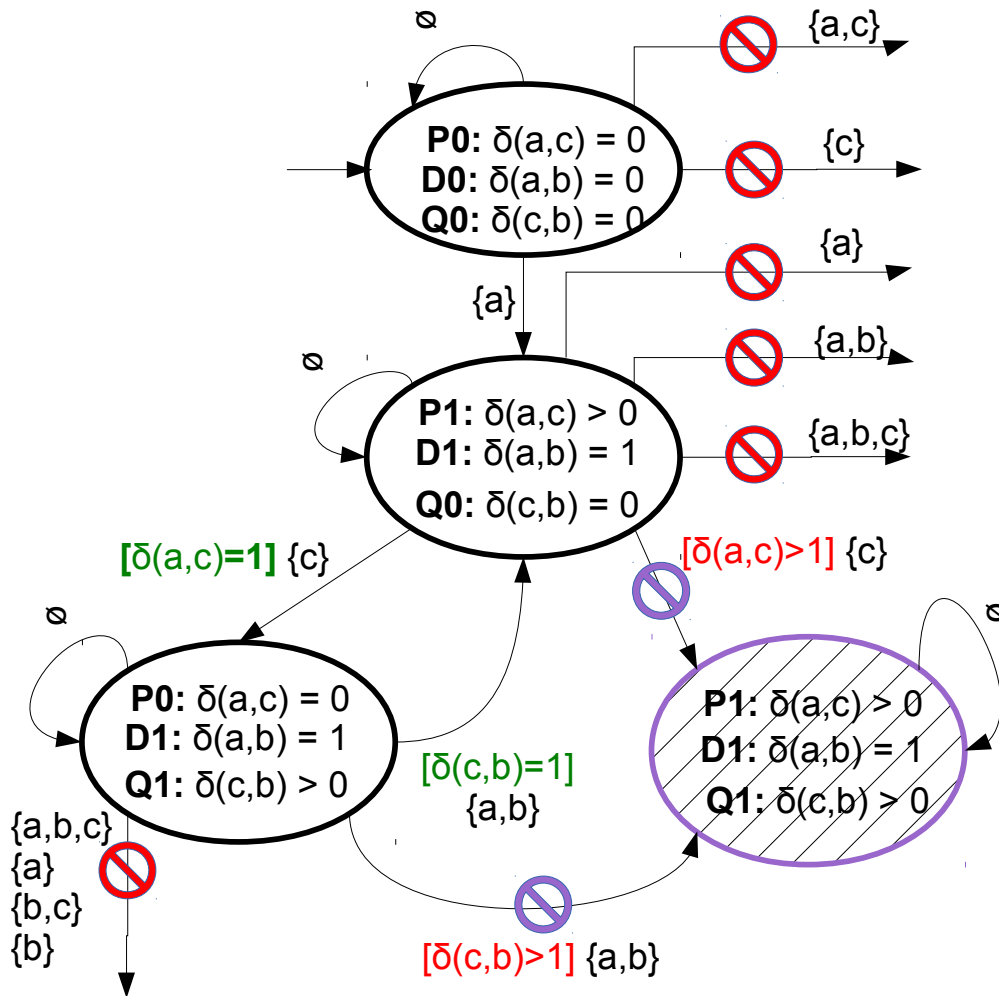 ø
{a,c}
P0: δ(a,c) = 0
D0: δ(a,b) = 0
Q0: δ(c,b) = 0
{c}
{a}
{a}
{a,b}
ø
P1: δ(a,c) > 0
D1: δ(a,b) = 1
Q0: δ(c,b) = 0
{a,b,c}
[δ(a,c)=1] {c}
[δ(a,c)>1] {c}
ø
P0: δ(a,c) = 0
D1: δ(a,b) = 1
Q1: δ(c,b) > 0
ø
P1: δ(a,c) > 0
D1: δ(a,b) = 1
Q1: δ(c,b) > 0
[δ(c,b)=1]
{a,b}
{a,b,c}
{a}
{b,c}
{b}
[δ(c,b)>1] {a,b}